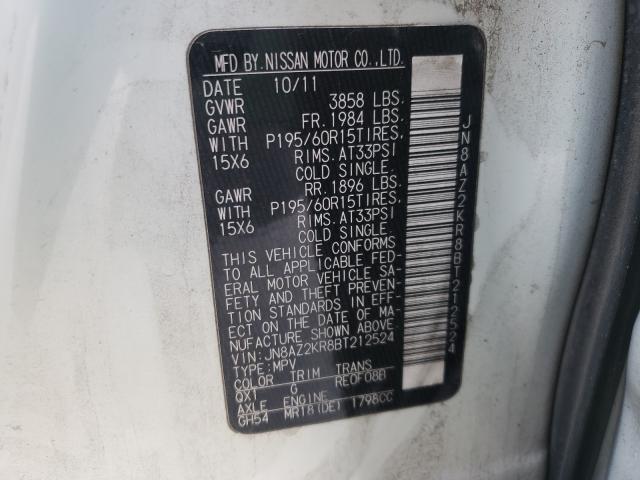 MFD BY. NISSAN MOTOR CO.,LTD.
DATE 10/11
GVWR 3858 LBS.
GAWR FR. 1984 LBS.
WITH P195/60R15TIRES,
15X6 RIMS. AT33PSI
COLD SINGLE.
GAWR RR. 1896 LBS.
WITH P195/60R15TIRES,
15X6 RIMS. AT33PSI
COLD SINGLE.
THIS VEHICLE CONFORMS
TO ALL APPLICABLE FED-
ERAL MOTOR VEHICLE SA-
FETY AND THEFT PREVEN-
TION STANDARDS IN EFF-
ECT ON THE DATE OF MA-
NUFACTURE SHOWN ABOVE.
VIN: JN8AZ2KR8BT212524
TYPE: MPV
COLOR TRIM TRANS
QX1 G RE0F08B
AXLE ENGINE
GH54 MR18(DE) 1798CC
JN8AZ2KR8BT212524